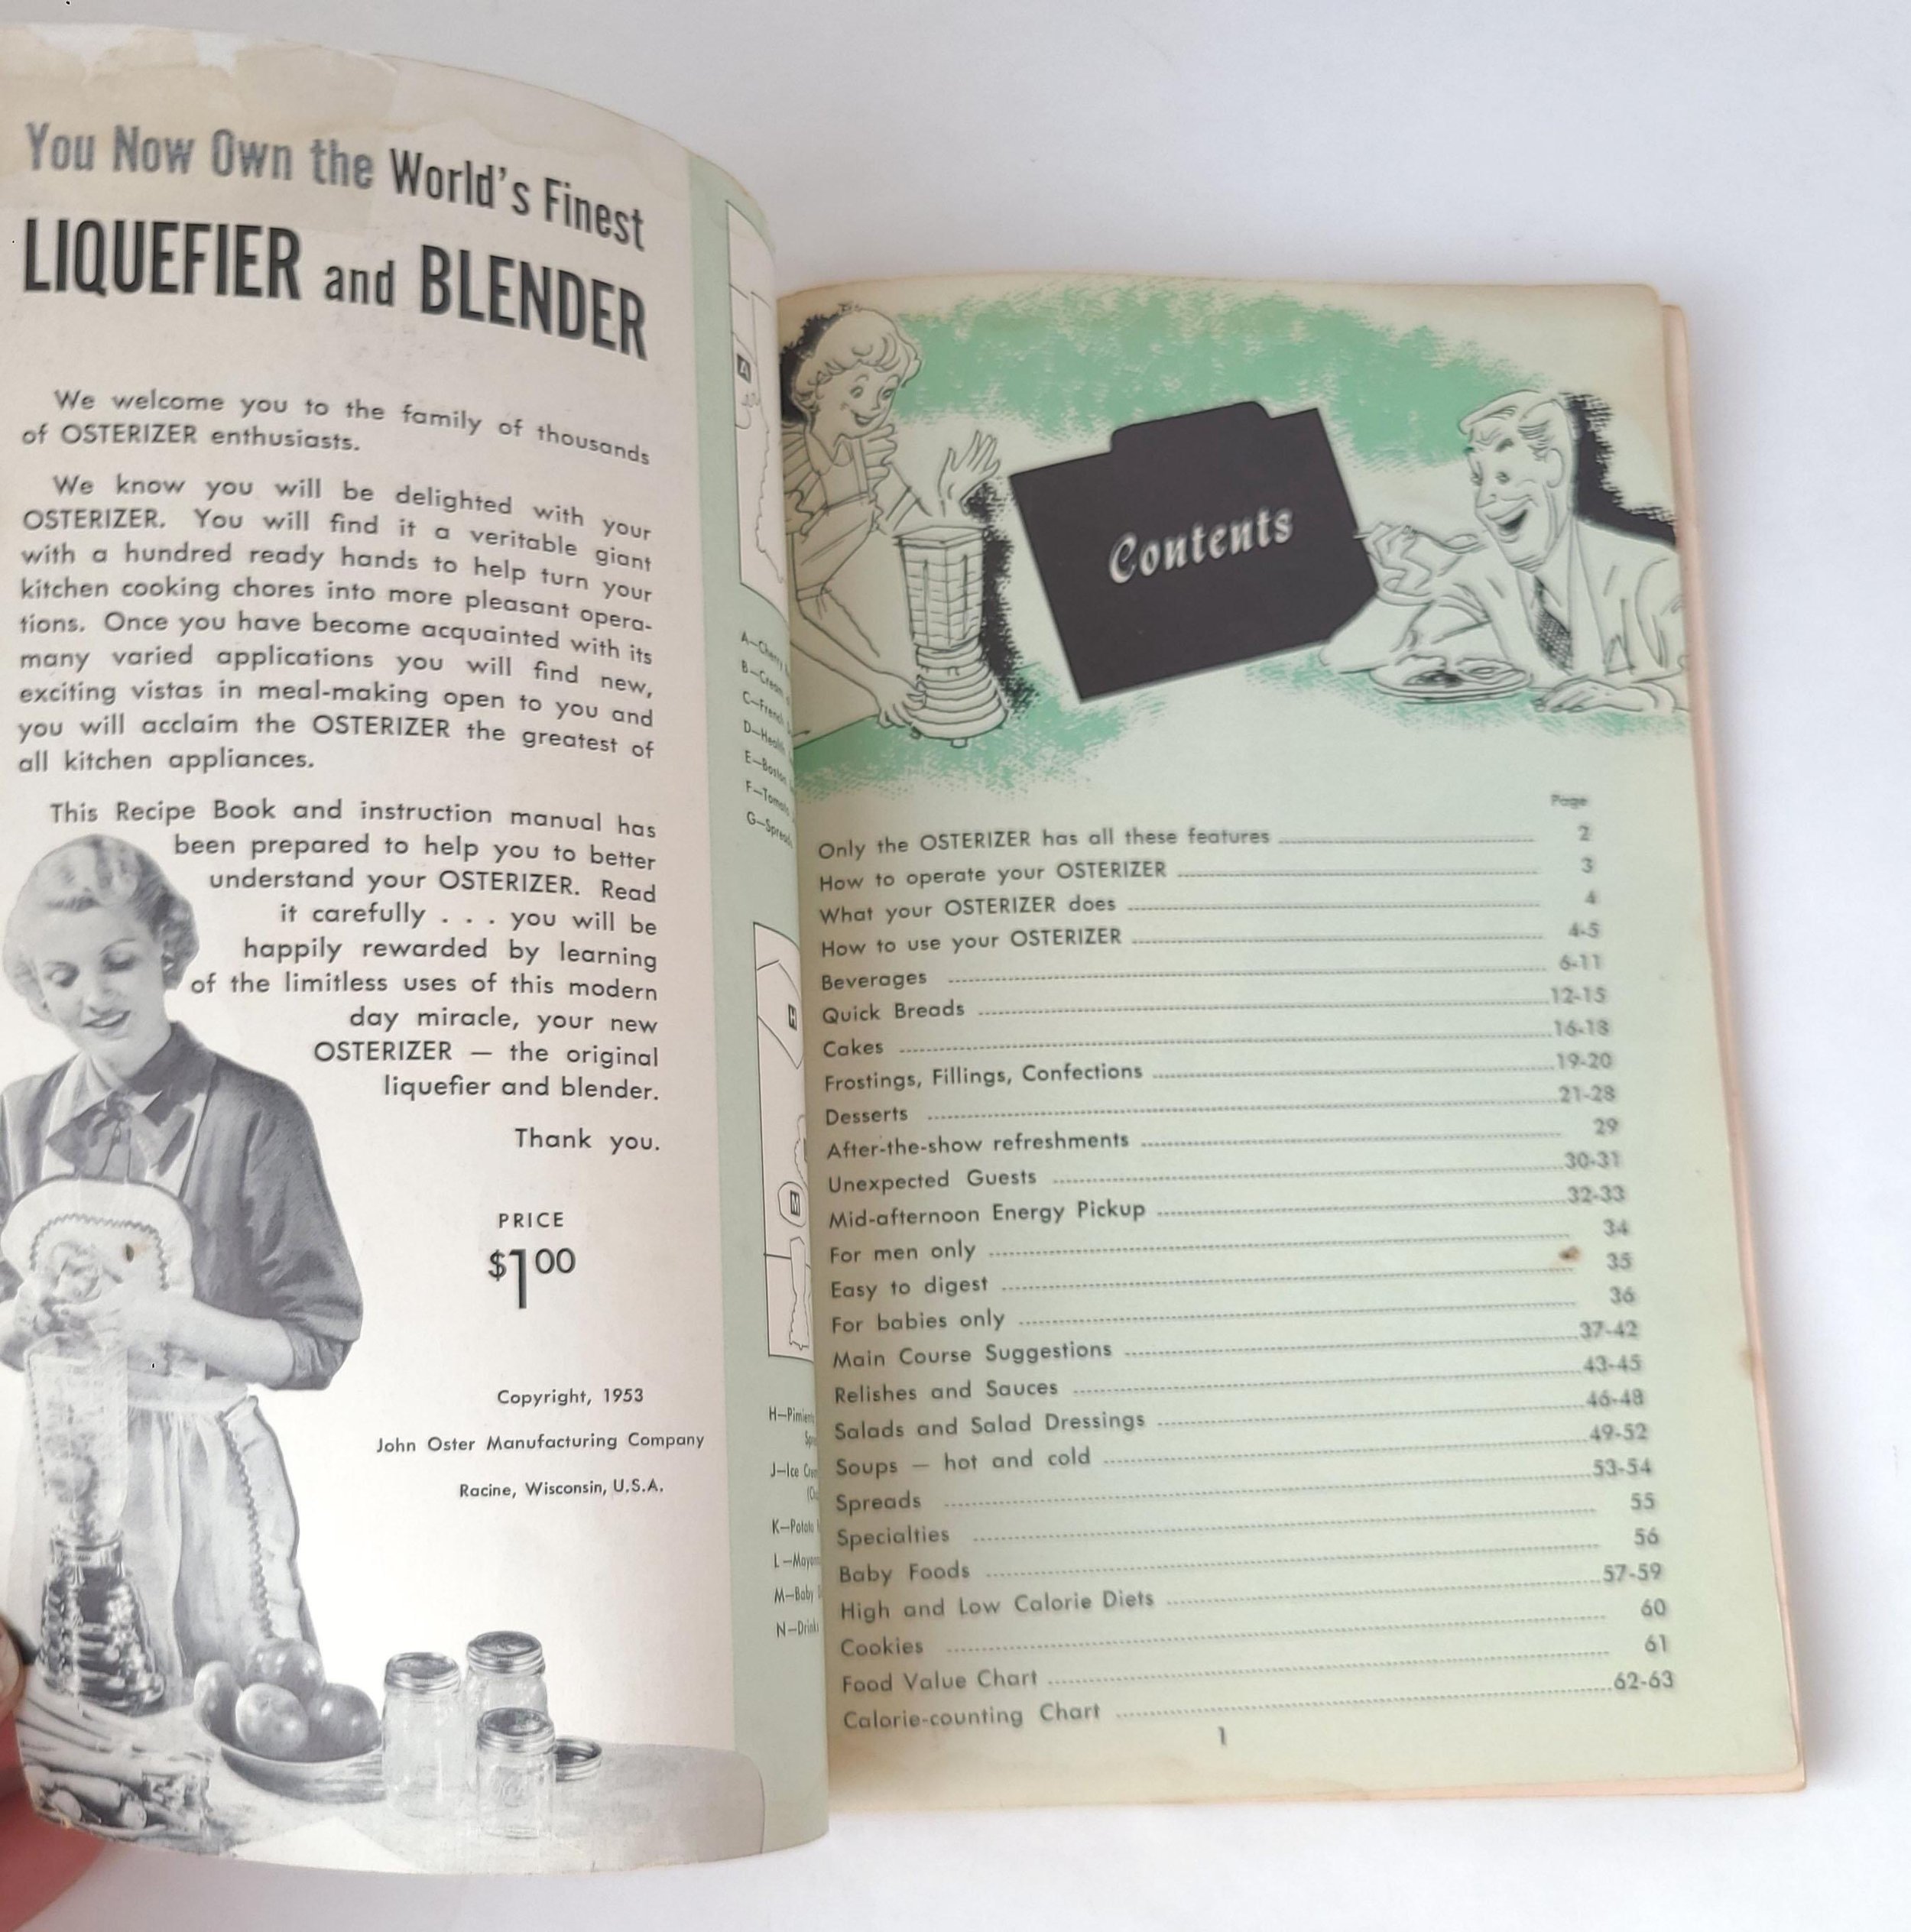 You Now Own the World's Finest
LIQUEFIER and BLENDER
We welcome you to the family of thousands
of OSTERIZER enthusiasts.
We know you will be delighted with your
OSTERIZER. You will find it a veritable giant
with a hundred ready hands to help turn your
kitchen cooking chores into more pleasant opera-
tions. Once you have become acquainted with its
many varied applications you will find new,
exciting vistas in meal-making open to you and
you will acclaim the OSTERIZER the greatest of
all kitchen appliances.
This Recipe Book and instruction manual has
been prepared to help you to better
understand your OSTERIZER. Read
it carefully . . . you will be
happily rewarded by learning
of the limitless uses of this modern
day miracle, your new
OSTERIZER — the original
liquefier and blender.
Thank you.
PRICE
$1.00
Copyright, 1953
John Oster Manufacturing Company
Racine, Wisconsin, U.S.A.
A
A—Cherry
B—Cream
C—French
D—Health
E—Boston
F—Tomato
G—Spreads
H
M
H—Pimiento
J—Ice
K—Potato
L—
M—Baby
N—Drinks
Contents
Page
Only the OSTERIZER has all these features 2
How to operate your OSTERIZER 3
What your OSTERIZER does 4
How to use your OSTERIZER 4-5
Beverages 6-11
Quick Breads 12-15
Cakes 16-18
Frostings, Fillings, Confections 19-20
Desserts 21-28
After-the-show refreshments 29
Unexpected Guests 30-31
Mid-afternoon Energy Pickup 32-33
For men only 34
Easy to digest 35
For babies only 36
Main Course Suggestions 37-42
Relishes and Sauces 43-45
Salads and Salad Dressings 46-48
Soups — hot and cold 49-52
Spreads 53-54
Specialties 55
Baby Foods 56
High and Low Calorie Diets 57-59
Cookies 60
Food Value Chart 61
Calorie-counting Chart 62-63
1